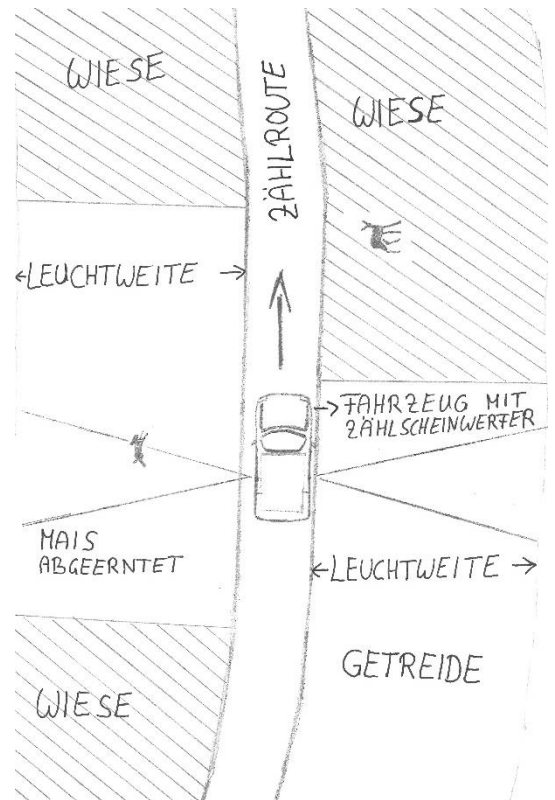 WIESE
ZÄHLROUTE
WIESE
←LEUCHTWEITE →
→FAHRZEUG MIT
ZÄHLSCHEINWERFER
MAIS
ABGEERNTET
←LEUCHTWEITE →
GETREIDE
WIESE